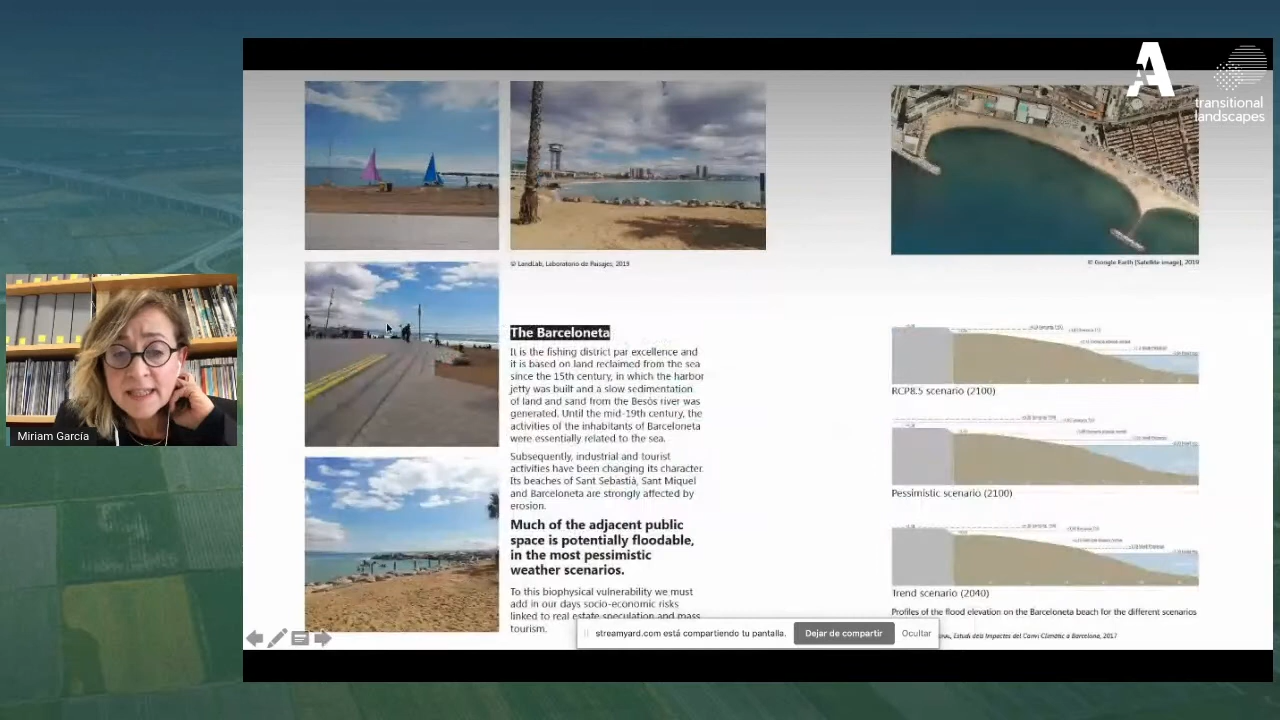 A
transitional
landscapes
© LandLab, Laboratorio de Paisajes, 2019
© Google Earth [Satellite image], 2019
The Barceloneta
It is the fishing district par excellence and
it is based on land reclaimed from the sea
since the 15th century, in which the harbor
jetty was built and a slow sedimentation
of land and sand from the Besòs river was
generated. Until the mid-19th century, the
activities of the inhabitants of Barceloneta
were essentially related to the sea.
Subsequently, industrial and tourist
activities have been changing its character.
Its beaches of Sant Sebastià, Sant Miquel
and Barceloneta are strongly affected by
erosion.
Much of the adjacent public
space is potentially floodable,
in the most pessimistic
weather scenarios.
To this biophysical vulnerability we must
add in our days socio-economic risks
linked to real estate speculation and mass
tourism.
RCP8.5 scenario (2100)
Pessimistic scenario (2100)
Trend scenario (2040)
Profiles of the flood elevation on the Barceloneta beach for the different scenarios
Estudi dels Impactes del Canvi Climàtic a Barcelona, 2017
Miriam García
streamyard.com está compartiendo tu pantalla.
Dejar de compartir
Ocultar